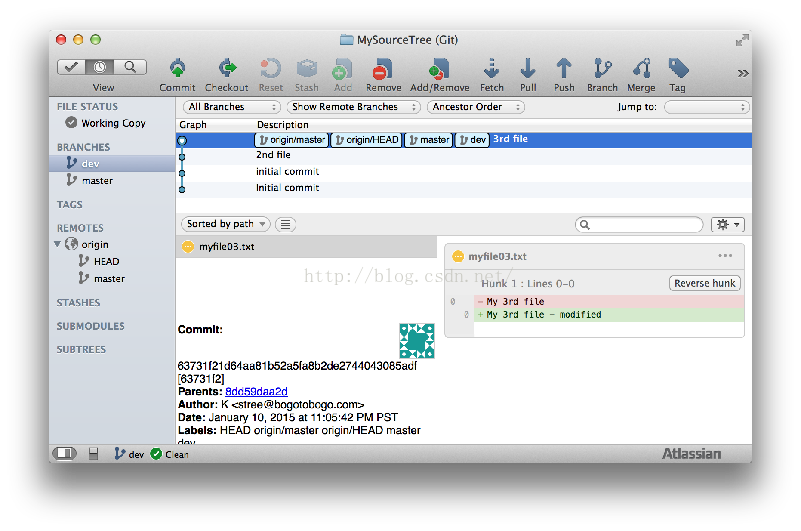 MySourceTree (Git)
View Commit Checkout Reset Stash Add Remove Add/Remove Fetch Pull Push Branch Merge Tag
FILE STATUS
Working Copy
BRANCHES
dev
master
TAGS
REMOTES
origin
HEAD
master
STASHES
SUBMODULES
SUBTREES
All Branches Show Remote Branches Ancestor Order Jump to:
Graph Description
origin/master origin/HEAD master dev 3rd file
2nd file
initial commit
Initial commit
Sorted by path
myfile03.txt
myfile03.txt
Hunk 1 : Lines 0-0 Reverse hunk
0 - My 3rd file
0 + My 3rd file - modified
http://blog.csdn.net/
Commit:
63731f21d64aa81b52a5fa8b2de2744043085adf
[63731f2]
Parents: 8dd59daa2d
Author: K <stree@bogotobogo.com>
Date: January 10, 2015 at 11:05:42 PM PST
Labels: HEAD origin/master origin/HEAD master
dev
dev Clean
Atlassian